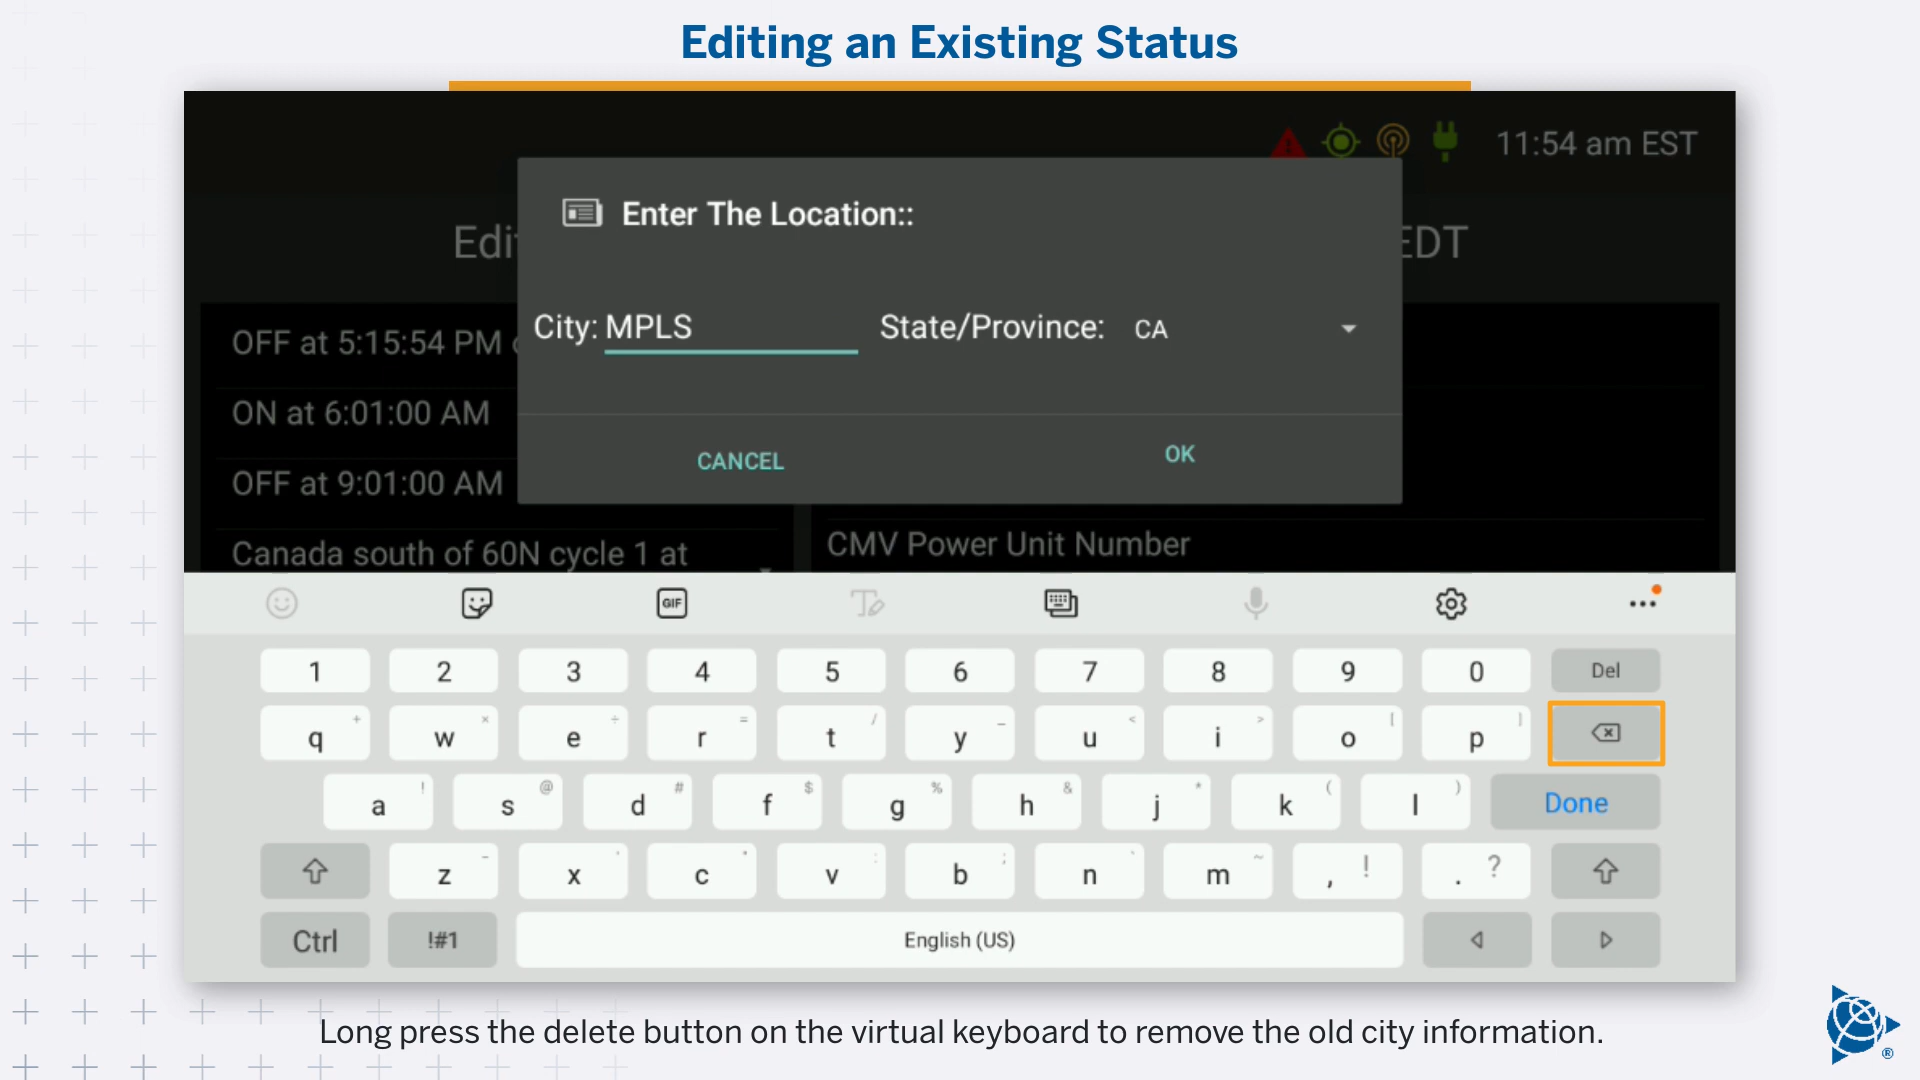 Editing an Existing Status
11:54 am EST
Enter The Location::
Edi
EDT
City: MPLS State/Province: CA
OFF at 5:15:54 PM
ON at 6:01:00 AM
OFF at 9:01:00 AM
CANCEL OK
Canada south of 60N cycle 1 at
CMV Power Unit Number
GIF
1 2 3 4 5 6 7 8 9 0 Del
q + w × e ÷ r = t / y _ u < i > o [ p ]
a ! s @ d # f $ g % h & j * k ( l ) Done
z - x ' c " v : b ; n ` m ~ , ! . ?
Ctrl !#1 English (US)
Long press the delete button on the virtual keyboard to remove the old city information.
®